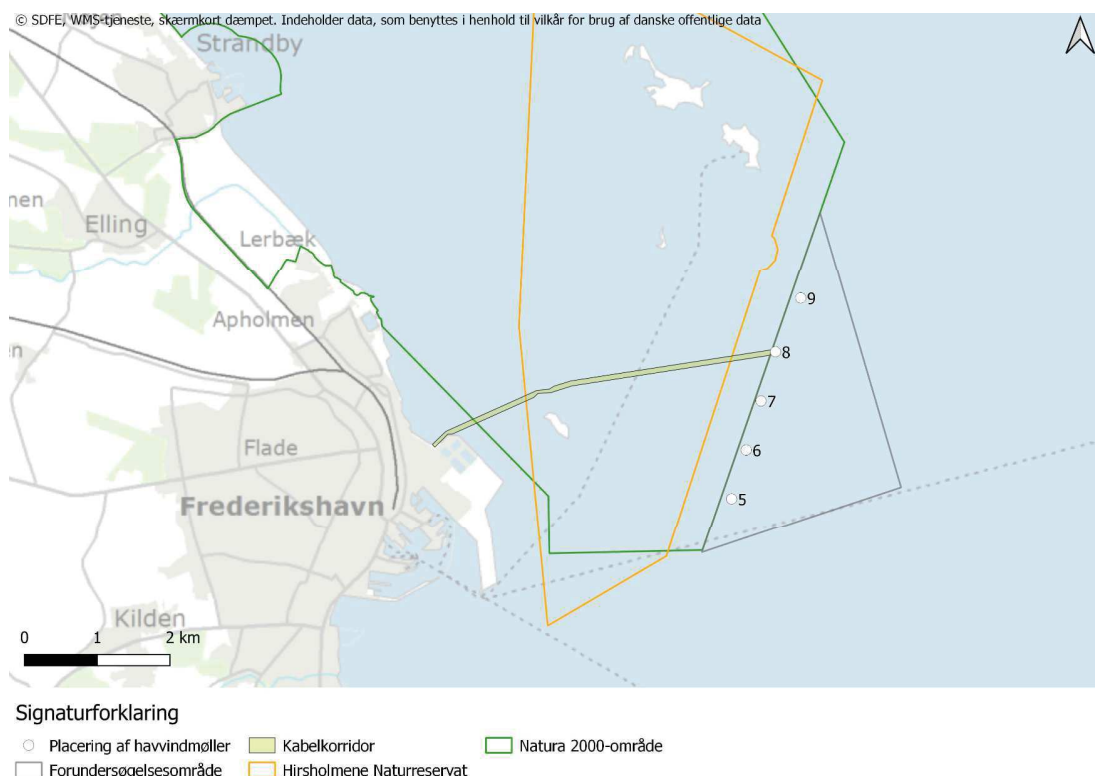 © SDFE, WMS-tjeneste, skærmkort dæmpet. Indeholder data, som benyttes i henhold til vilkår for brug af danske offentlige data
Strandby
Elling
Lerbæk
Apholmen
9
8
7
Flade
6
Frederikshavn
5
Kilden
0 1 2 km
Signaturforklaring
Placering af havvindmøller Kabelkorridor Natura 2000-område
Forundersøgelsesområde Hirsholmene Naturreservat